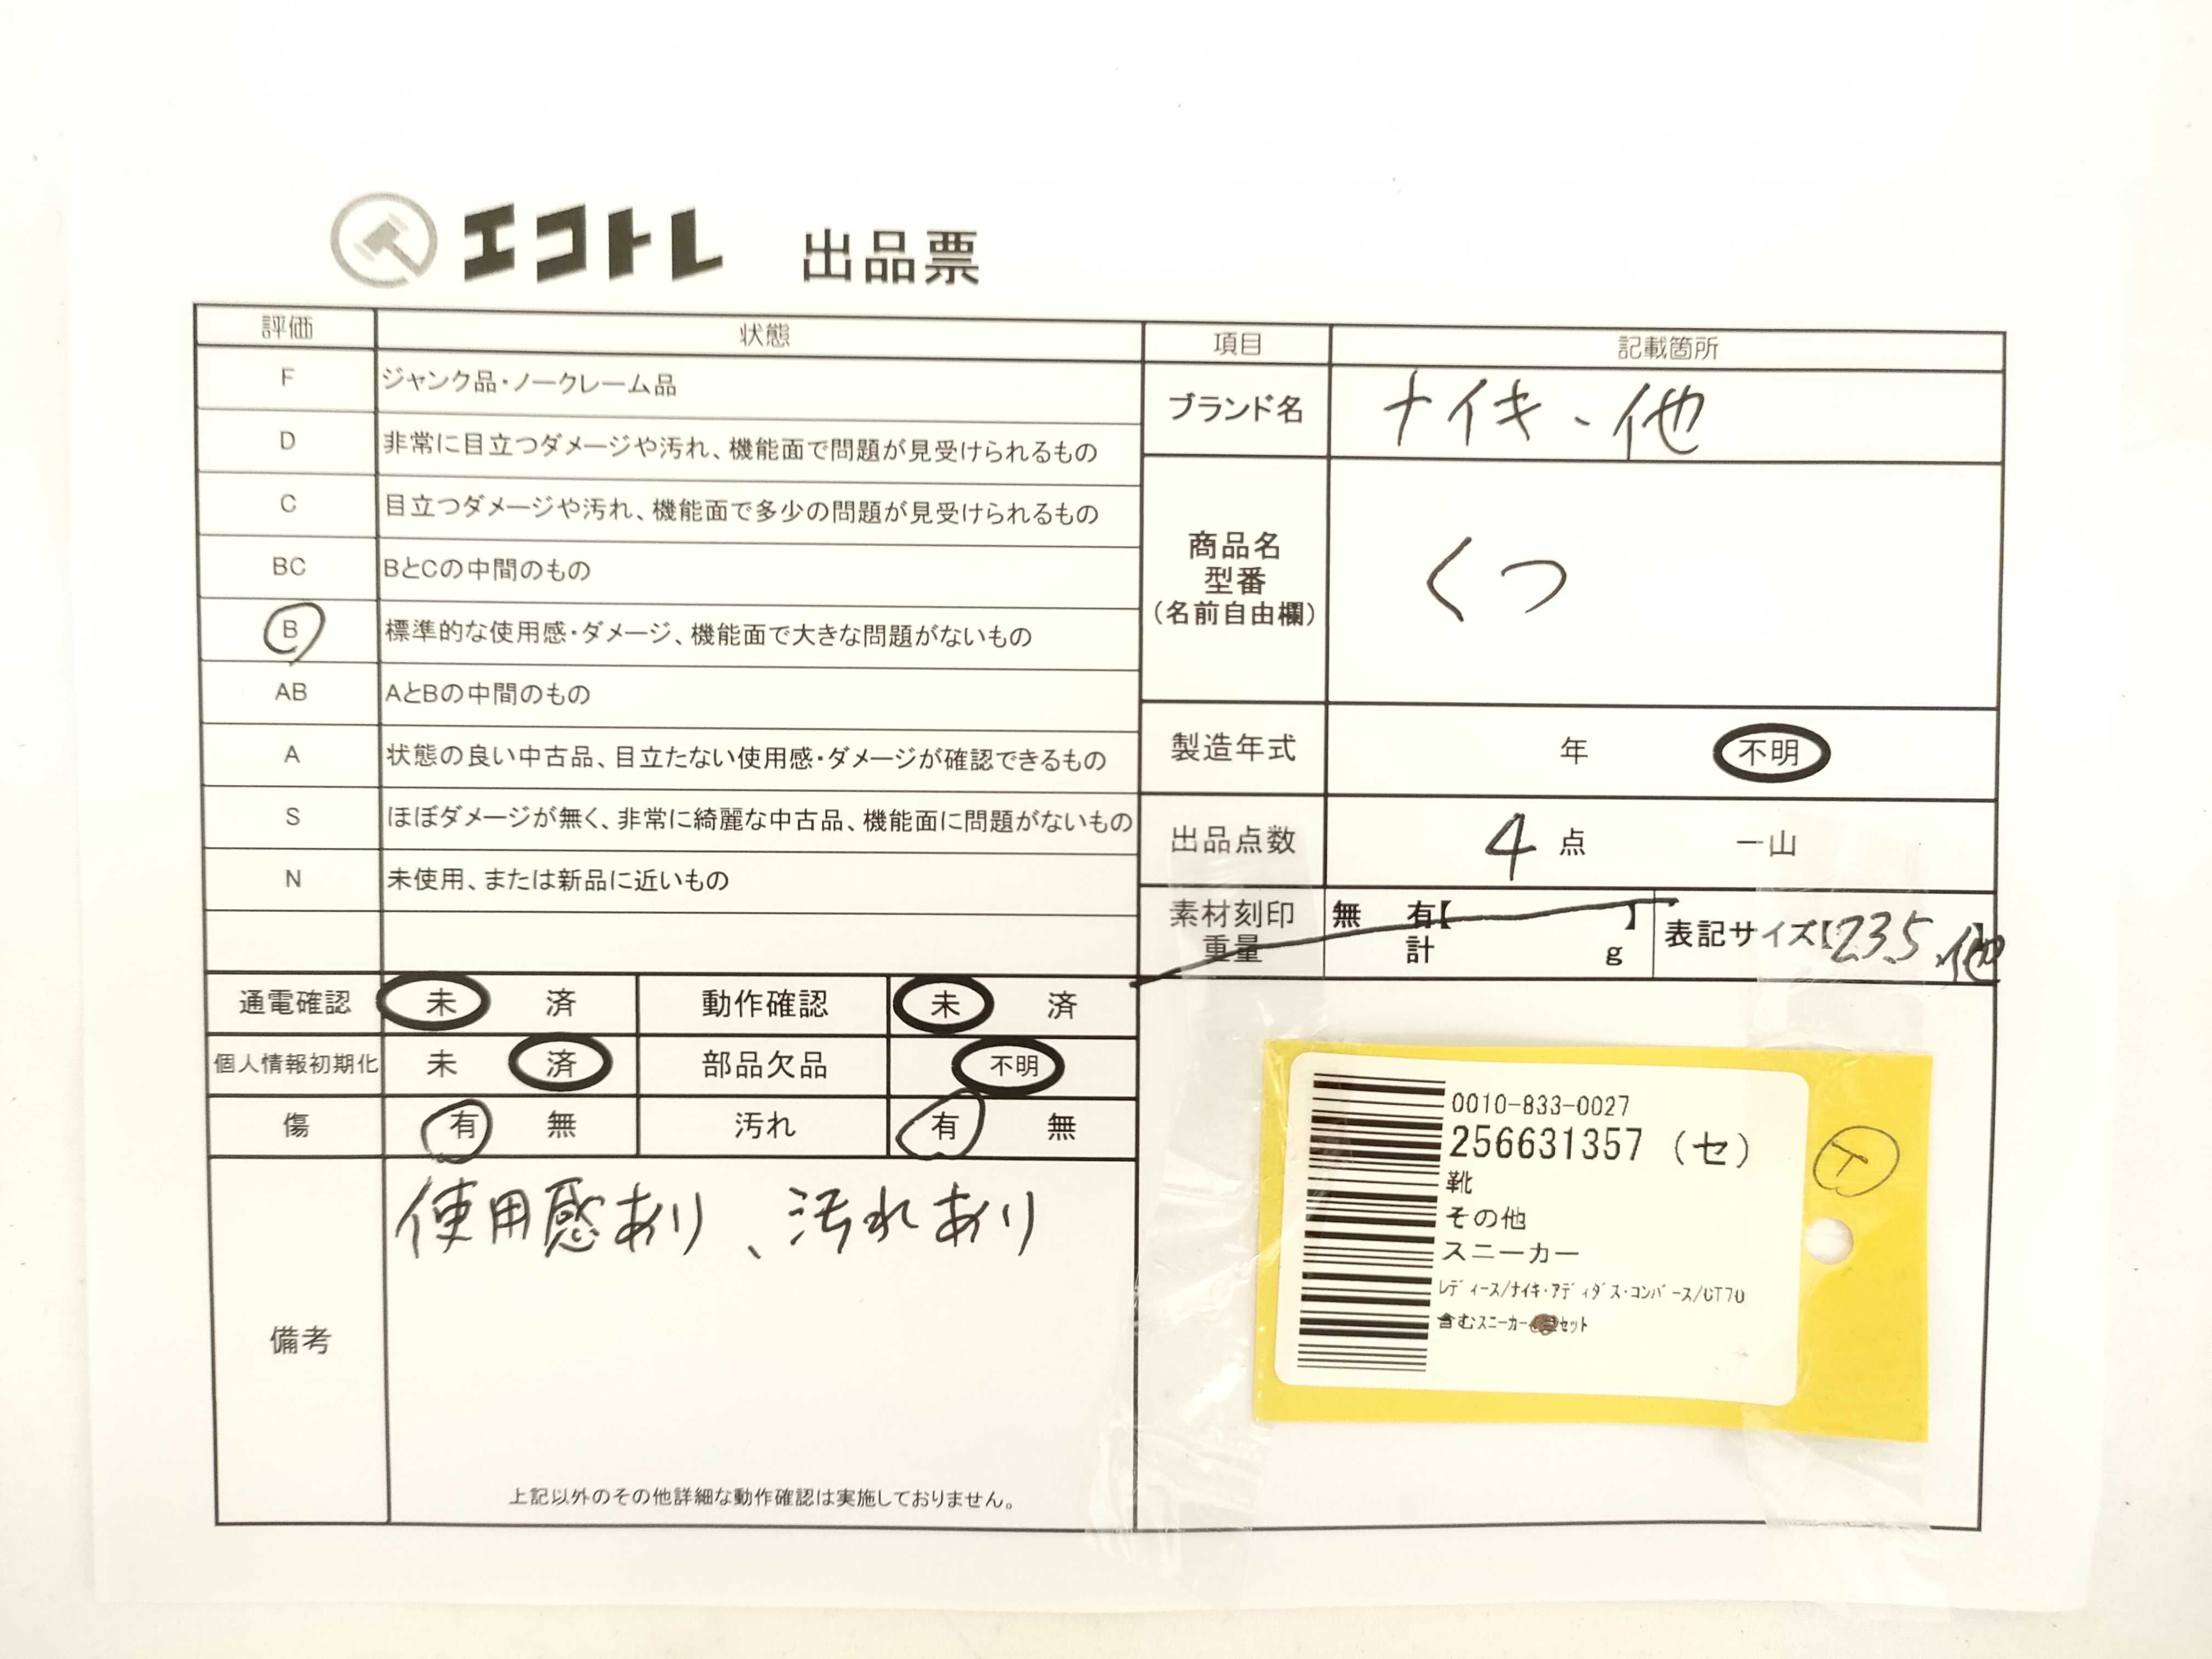 エコトレ 出品票
評価 状態 項目 記載箇所
F ジャンク品・ノークレーム品
D 非常に目立つダメージや汚れ、機能面で問題が見受けられるもの
C 目立つダメージや汚れ、機能面で多少の問題が見受けられるもの
BC BとCの中間のもの
B 標準的な使用感・ダメージ、機能面で大きな問題がないもの
AB AとBの中間のもの
A 状態の良い中古品、目立たない使用感・ダメージが確認できるもの
S ほぼダメージが無く、非常に綺麗な中古品、機能面に問題がないもの
N 未使用、または新品に近いもの
ブランド名 ナイキ、他
商品名
型番
(名前自由欄)
くつ
製造年式 年 不明
出品点数 4 点 一山
素材刻印 無 有【 】
重量 計 g
表記サイズ【23.5、他】
通電確認 未 済 動作確認 未 済
個人情報初期化 未 済 部品欠品 不明
傷 有 無 汚れ 有 無
備考
使用感あり、汚れあり
上記以外のその他詳細な動作確認は実施しておりません。
0010-833-0027
256631357 (セ)
靴
その他
スニーカー
レディース/ナイキ・アディダス・コンバース/CT70
含むスニーカー セット